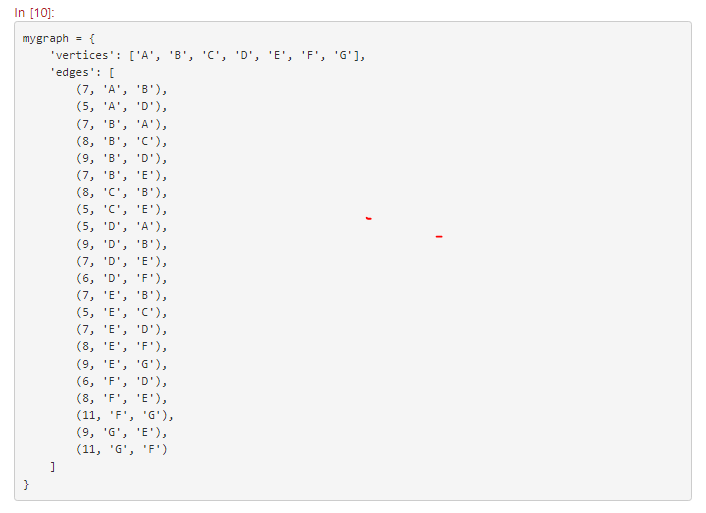 In [10]:
mygraph = {
    'vertices': ['A', 'B', 'C', 'D', 'E', 'F', 'G'],
    'edges': [
        (7, 'A', 'B'),
        (5, 'A', 'D'),
        (7, 'B', 'A'),
        (8, 'B', 'C'),
        (9, 'B', 'D'),
        (7, 'B', 'E'),
        (8, 'C', 'B'),
        (5, 'C', 'E'),
        (5, 'D', 'A'),
        (9, 'D', 'B'),
        (7, 'D', 'E'),
        (6, 'D', 'F'),
        (7, 'E', 'B'),
        (5, 'E', 'C'),
        (7, 'E', 'D'),
        (8, 'E', 'F'),
        (9, 'E', 'G'),
        (6, 'F', 'D'),
        (8, 'F', 'E'),
        (11, 'F', 'G'),
        (9, 'G', 'E'),
        (11, 'G', 'F')
    ]
}